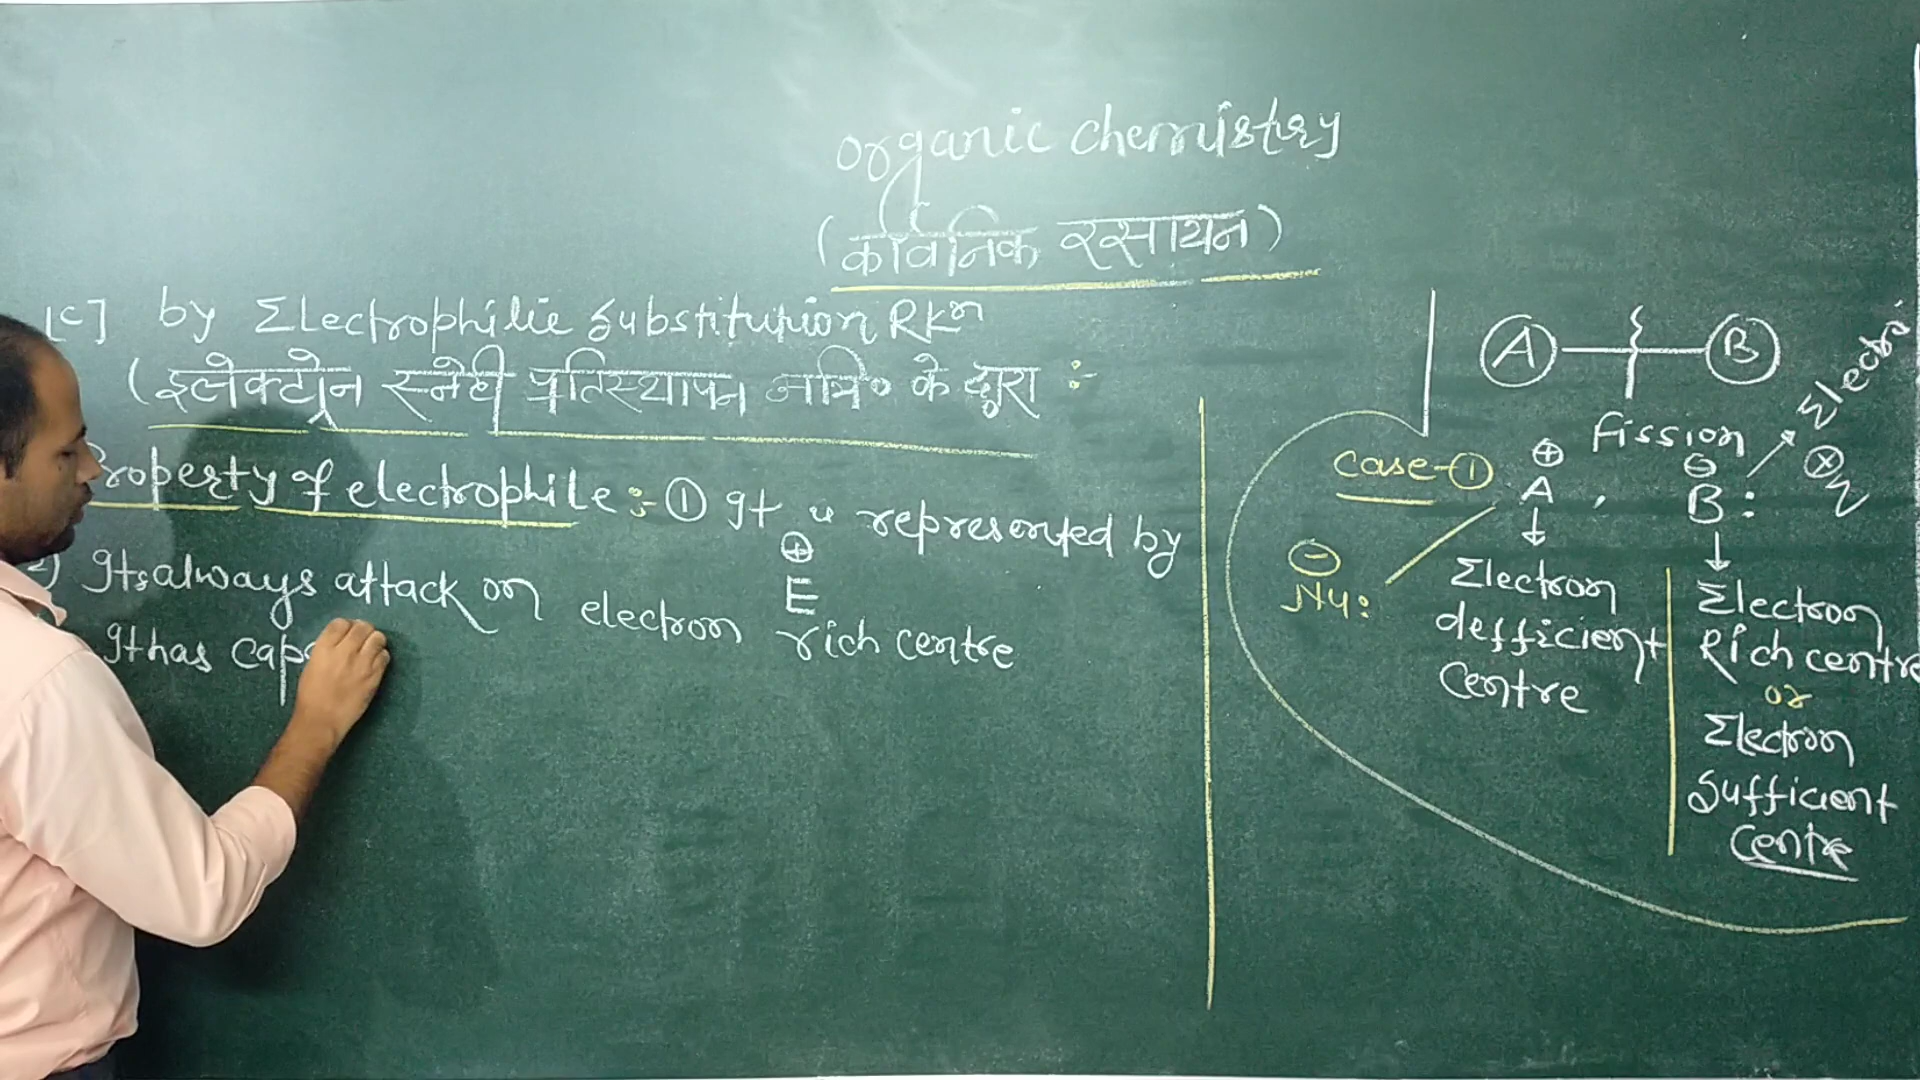 organic chemistry
(कार्बनिक रसायन)
[c] by Electrophilic substitution RKⁿ
(इलेक्ट्रोन स्नेही प्रतिस्थापन अभि० के द्वारा :-
Property of electrophile :- ① It is represented by
⊕
E
2) Its always attack on electron rich centre
It has cap
A B
fission
Case-① ⊕ A , ⊖ B: Electro
⊕
⊖
Nu:
Electron
defficient
centre
Electron
Rich centre
or
Electron
Sufficient
Centre